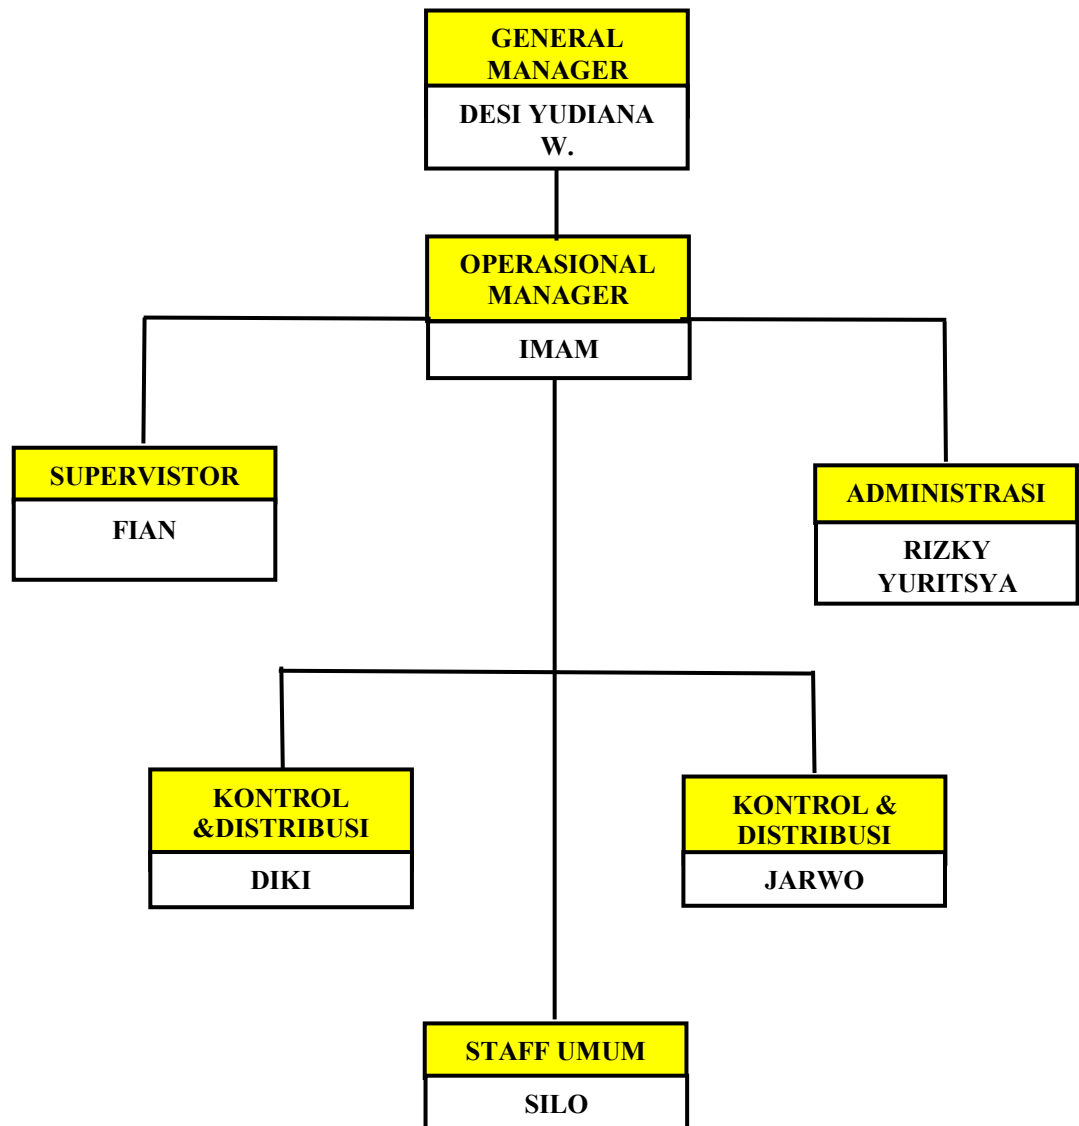 GENERAL
MANAGER
DESI YUDIANA
W.
OPERASIONAL
MANAGER
IMAM
SUPERVISTOR
FIAN
ADMINISTRASI
RIZKY
YURITSYA
KONTROL
&DISTRIBUSI
DIKI
KONTROL &
DISTRIBUSI
JARWO
STAFF UMUM
SILO